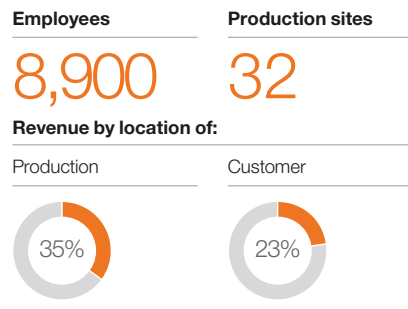 Employees
Production sites
8,900
32
Revenue by location of:
Production
Customer
35%
23%